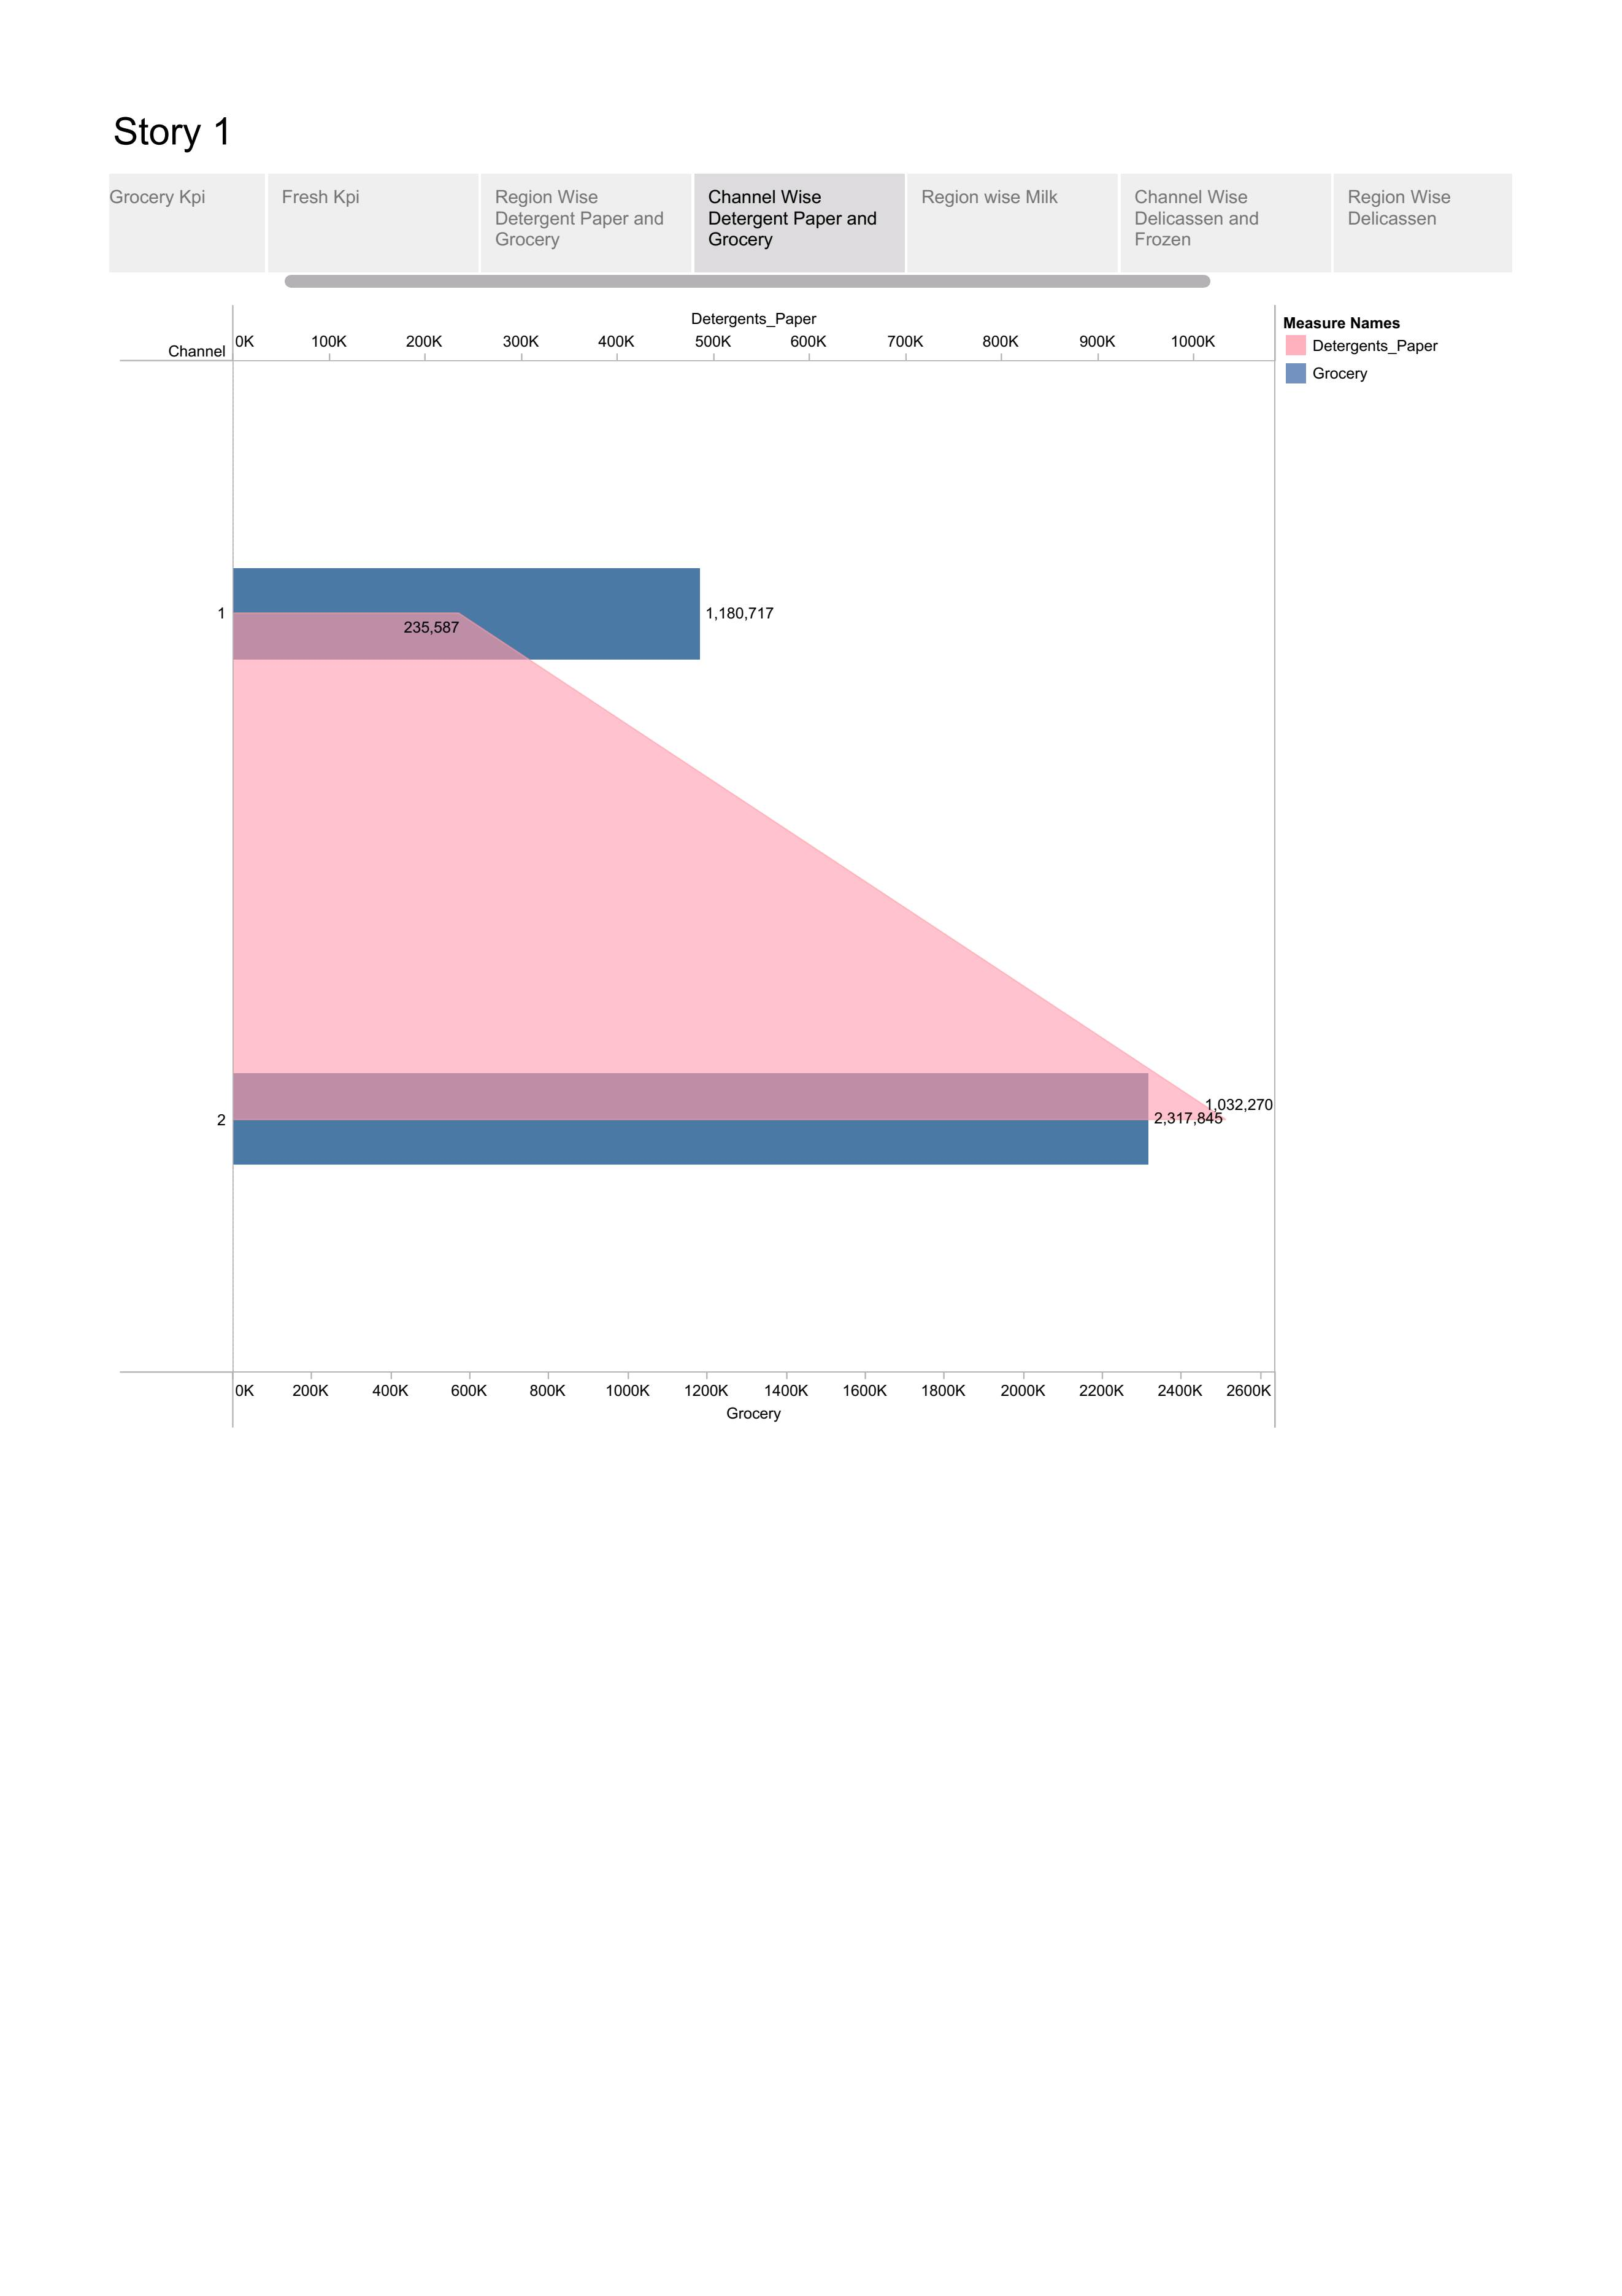 Story 1
Grocery Kpi
Fresh Kpi
Region Wise
Detergent Paper and
Grocery
Channel Wise
Detergent Paper and
Grocery
Region wise Milk
Channel Wise
Delicassen and
Frozen
Region Wise
Delicassen
Detergents_Paper
Channel
0K 100K 200K 300K 400K 500K 600K 700K 800K 900K 1000K
Measure Names
Detergents_Paper
Grocery
1
1,180,717
235,587
1,032,270
2
2,317,845
0K 200K 400K 600K 800K 1000K 1200K 1400K 1600K 1800K 2000K 2200K 2400K 2600K
Grocery